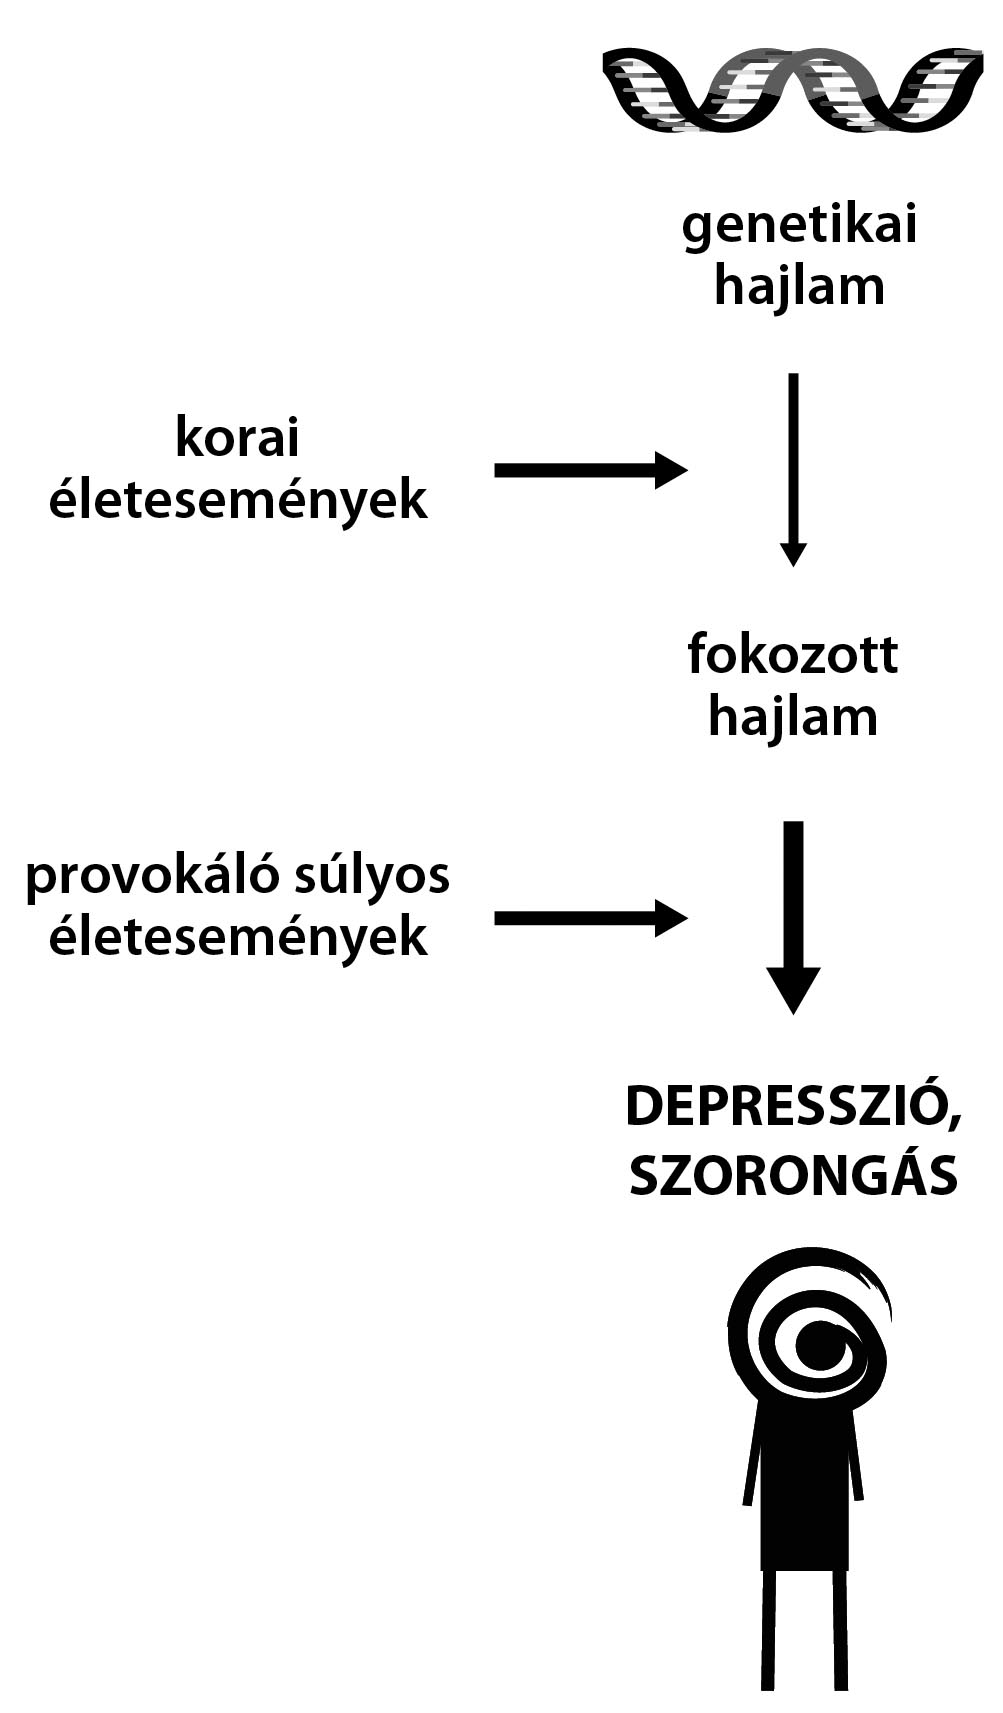 genetikai
hajlam
korai
életesemények
fokozott
hajlam
provokáló súlyos
életesemények
DEPRESSZIÓ,
SZORONGÁS